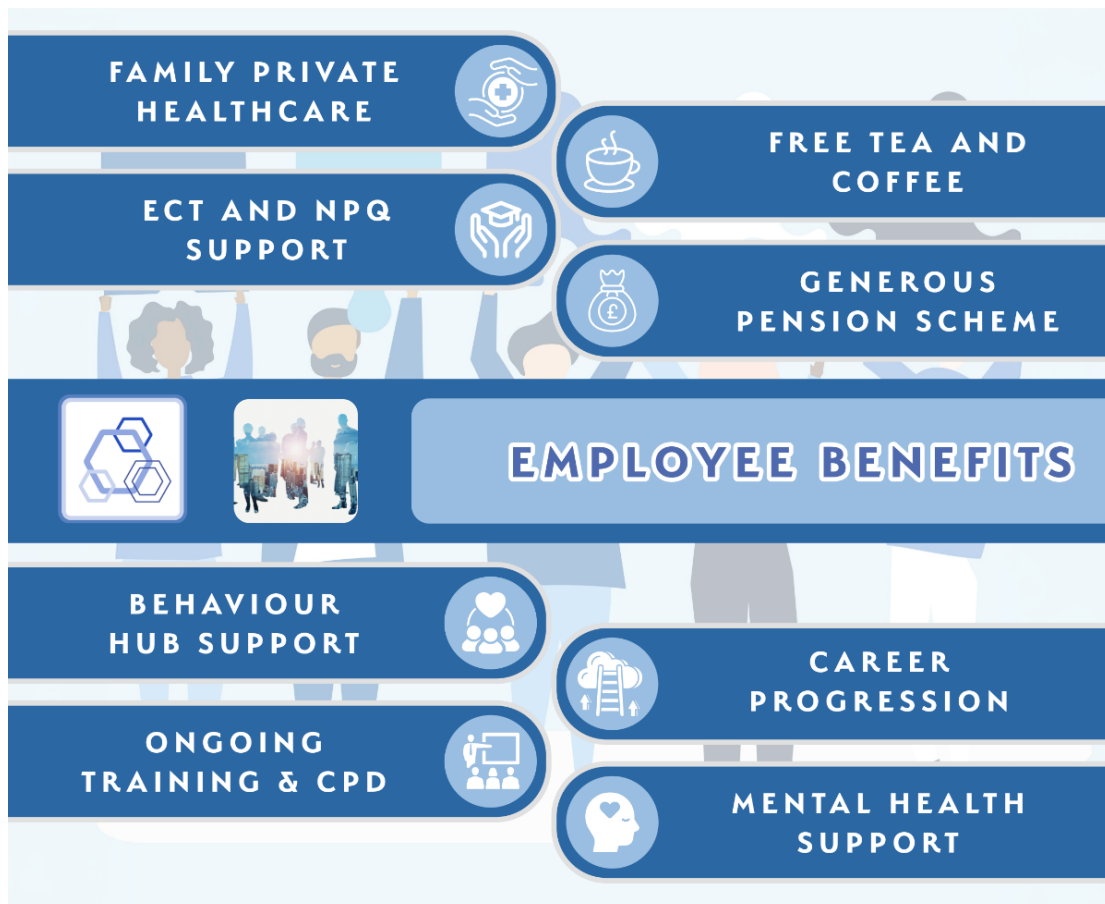 FAMILY PRIVATE
HEALTHCARE
FREE TEA AND
COFFEE
ECT AND NPQ
SUPPORT
GENEROUS
PENSION SCHEME
£
EMPLOYEE BENEFITS
BEHAVIOUR
HUB SUPPORT
CAREER
PROGRESSION
ONGOING
TRAINING & CPD
MENTAL HEALTH
SUPPORT